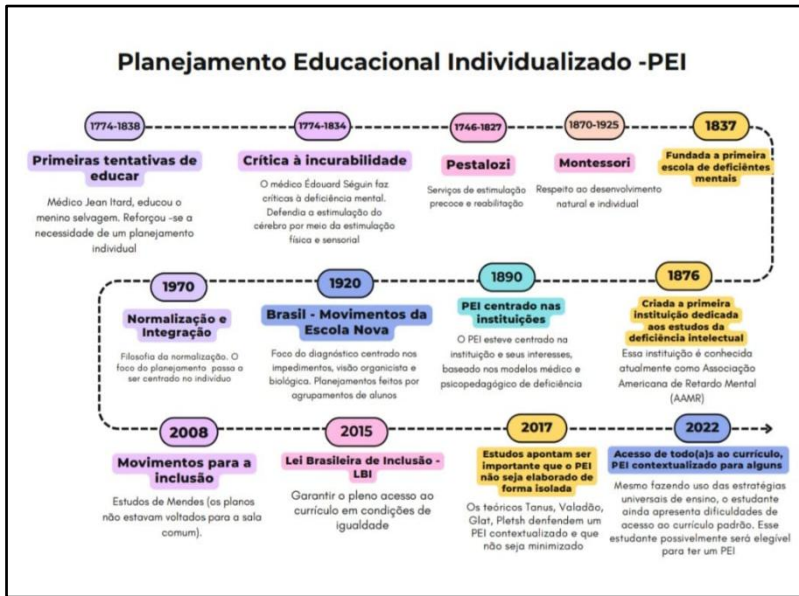 Planejamento Educacional Individualizado -PEI
1774-1838
Primeiras tentativas de
educar
Médico Jean Itard, educou o
menino selvagem. Reforçou -se a
necessidade de um planejamento
individual
1774-1834
Crítica à incurabilidade
O médico Édouard Séguin faz
críticas à deficiência mental.
Defendia a estimulação do
cérebro por meio da estimulação
física e sensorial
1746-1827
Pestalozi
Serviços de estimulação
precoce e reabilitação
1870-1925
Montessori
Respeito ao desenvolvimento
natural e individual
1837
Fundada a primeira
escola de deficientes
mentais
1876
Criada a primeira
instituição dedicada
aos estudos da
deficiência intelectual
Essa instituição é conhecida
atualmente como Associação
Americana de Retardo Mental
(AAMR)
1890
PEI centrado nas
instituições
O PEI esteve centrado na
instituição e seus interesses,
baseado nos modelos médico e
psicopedagógico de deficiência
1920
Brasil - Movimentos da
Escola Nova
Foco do diagnóstico centrado nos
impedimentos, visão organicista e
biológica. Planejamentos feitos por
agrupamentos de alunos
1970
Normalização e
Integração
Filosofia da normalização. O
foco do planejamento passa a
ser centrado no indivíduo
2008
Movimentos para a
inclusão
Estudos de Mendes (os planos
não estavam voltados para a sala
comum).
2015
Lei Brasileira de Inclusão -
LBI
Garantir o pleno acesso ao
currículo em condições de
igualdade
2017
Estudos apontam ser
importante que o PEI
não seja elaborado de
forma isolada
Os teóricos Tanus, Valadão,
Glat, Pletsh denfendem um
PEI contextualizado e que
não seja minimizado
2022
Acesso de todo(a)s ao currículo,
PEI contextualizado para alguns
Mesmo fazendo uso das estratégias
universais de ensino, o estudante
ainda apresenta dificuldades de
acesso ao currículo padrão. Esse
estudante possivelmente será elegível
para ter um PEI